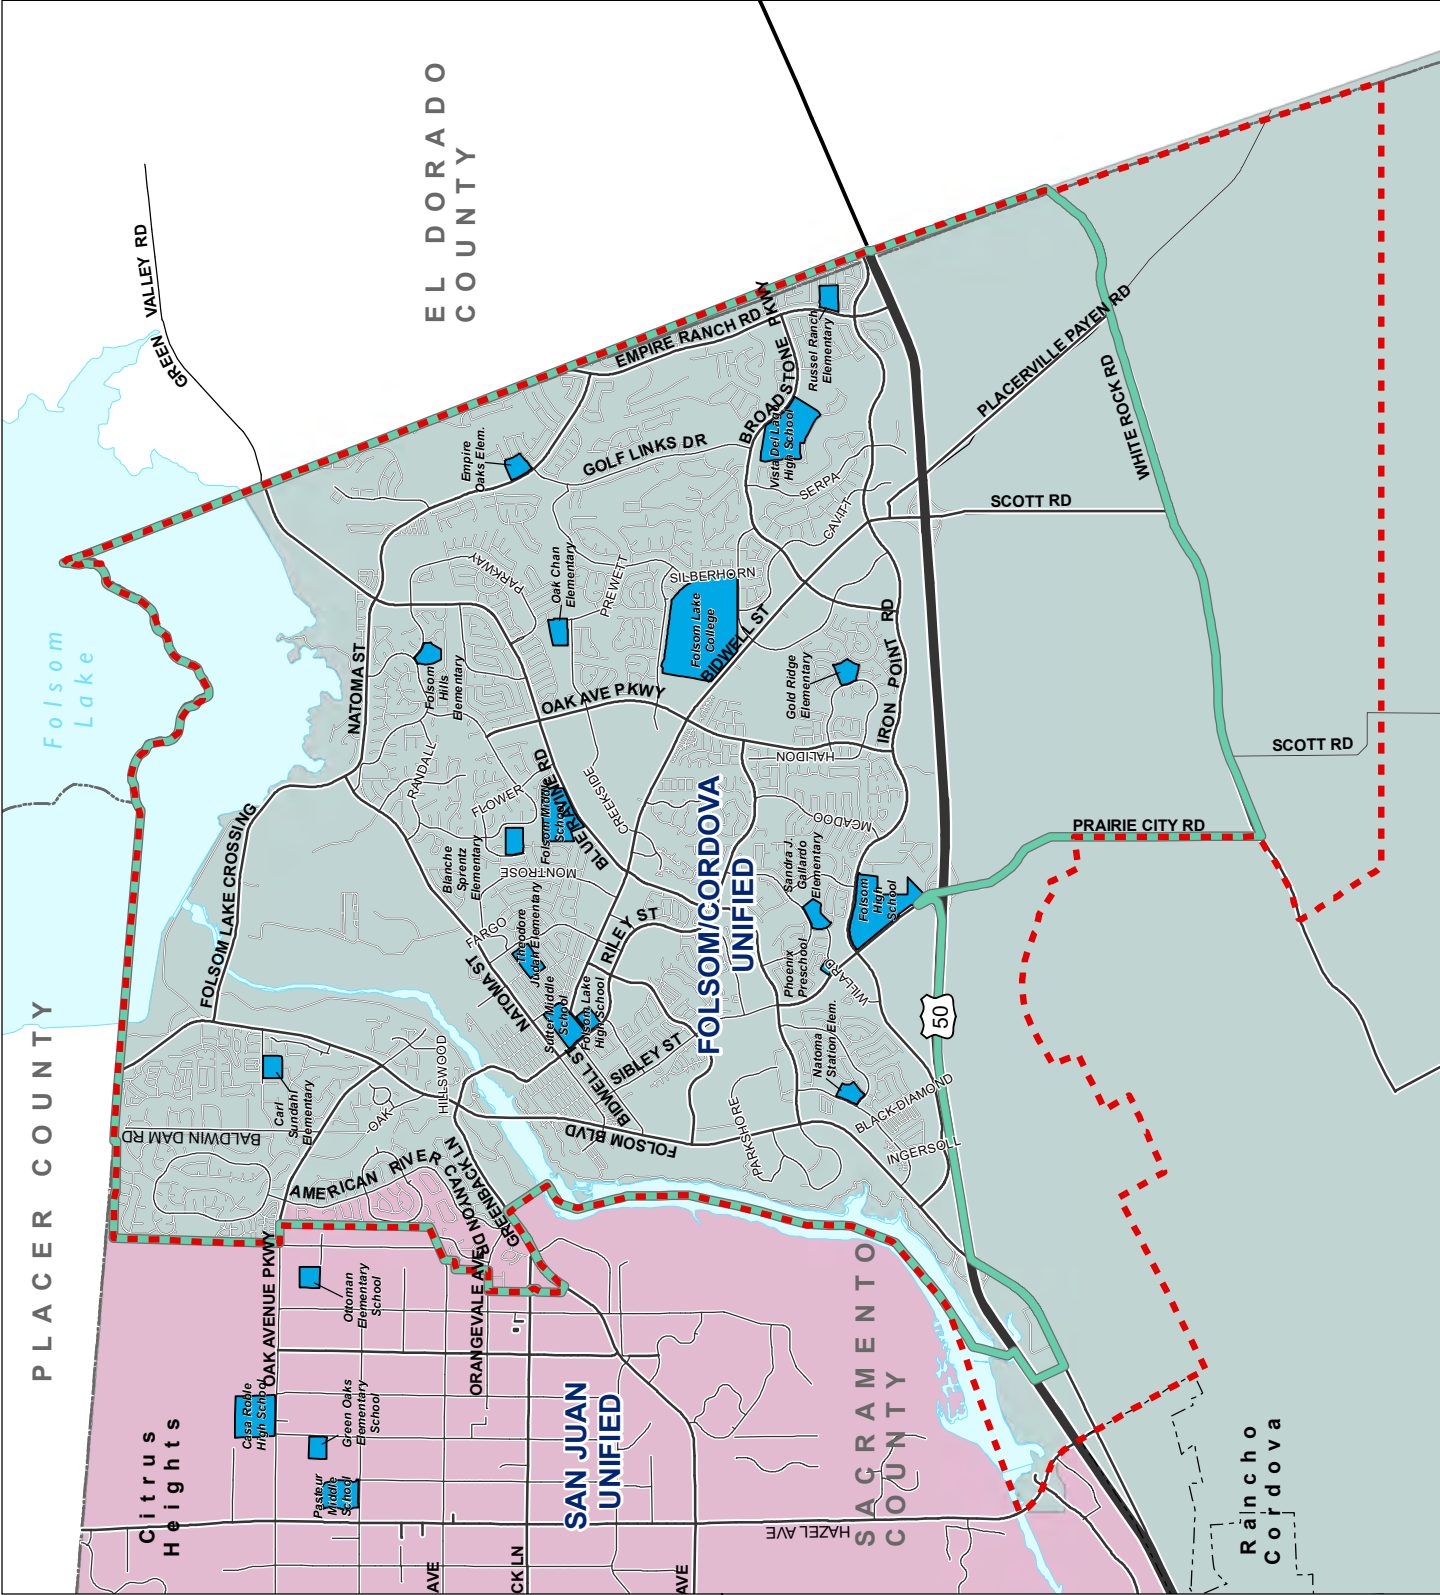 PLACER COUNTY
EL DORADO
COUNTY
SACRAMENTO
COUNTY
Folsom
Lake
Citrus
Heights
Rancho
Cordova
FOLSOM/CORDOVA
UNIFIED
SAN JUAN
UNIFIED
GREEN VALLEY RD
GREEN
EMPIRE RANCH RD
BROADSTONE PKWY
GOLF LINKS DR
Empire
Oaks Elem.
Russel Ranch
Elementary
Vista Del Lago
High School
SERPA
CAVITT
PLACERVILLE PAYEN RD
WHITE ROCK RD
SCOTT RD
SCOTT RD
PRAIRIE CITY RD
NATOMA ST
PARKWAY
Oak Chan
Elementary
PREWETT
SILBERHORN
Folsom Lake
College
BIDWELL ST
IRON POINT RD
Gold Ridge
Elementary
Folsom
Hills
Elementary
OAK AVE PKWY
HALIDON
RANDALL
FLOWER
CREEKSIDE
BLUE RAVINE RD
Folsom Middle
School
Blanche
Sprentz
Elementary
MONTROSE
MCADOO
Sandra J.
Gallardo
Elementary
Folsom
High
School
FOLSOM LAKE CROSSING
FARGO
Theodore
Judah Elementary
RILEY ST
NATOMA ST
Sutter Middle
School
Folsom Lake
High School
Phoenix
Preschool
WILLARD
50
SIBLEY ST
BIDWELL ST
Natoma
Station Elem.
BLACK DIAMOND
INGERSOLL
Carl
Sundahl
Elementary
HILLSWOOD
OAK
BALDWIN DAM RD
FOLSOM BLVD
PARKSHORE
AMERICAN RIVER CANYON RD
GREENBACK LN
GREENBACK
OAK AVENUE PKWY
ORANGEVALE AVE
Ottoman
Elementary
School
Casa Roble
High School
Green Oaks
Elementary
School
Pasteur
Middle
School
HAZEL AVE
AVE
CK LN
AVE